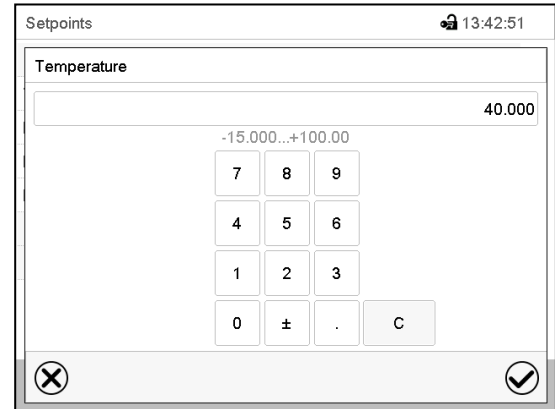 Setpoints 13:42:51
Temperature
40.000
-15.000...+100.00
7 8 9
4 5 6
1 2 3
0 ± . C